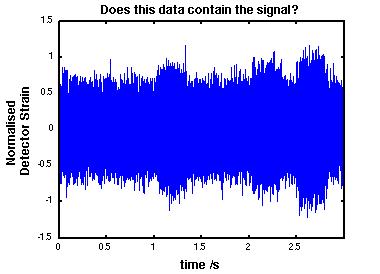 Does this data contain the signal?
1.5
1
0.5
0
-0.5
-1
-1.5
Normalised
Detector Strain
0 0.5 1 1.5 2 2.5
time /s